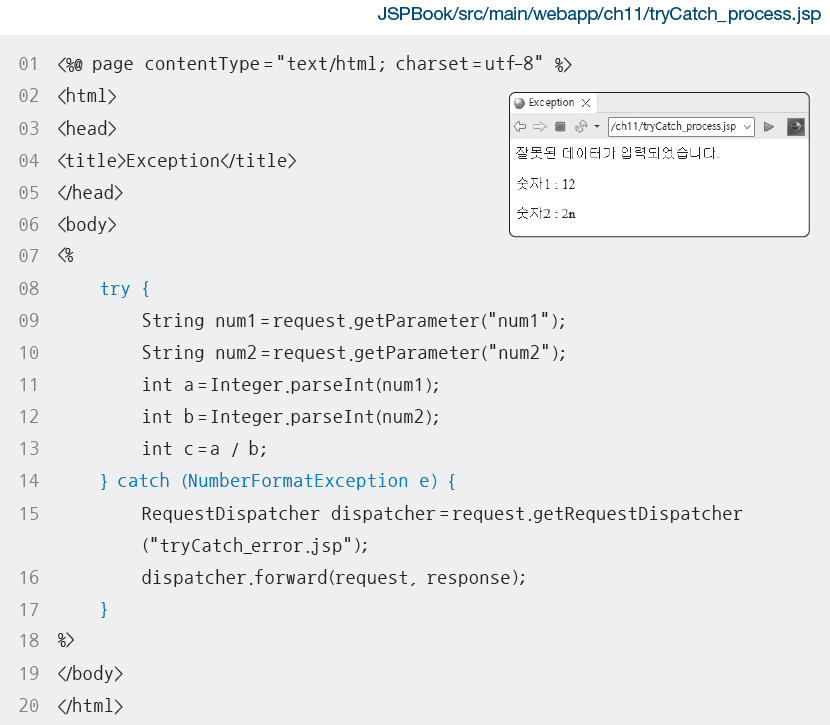 JSPBook/src/main/webapp/ch11/tryCatch_process.jsp
01 <%@ page contentType="text/html; charset=utf-8" %>
02 <html>
03 <head>
04 <title>Exception</title>
05 </head>
06 <body>
07 <%
08 try {
09 String num1=request.getParameter("num1");
10 String num2=request.getParameter("num2");
11 int a=Integer.parseInt(num1);
12 int b=Integer.parseInt(num2);
13 int c=a / b;
14 } catch (NumberFormatException e) {
15 RequestDispatcher dispatcher=request.getRequestDispatcher
("tryCatch_error.jsp");
16 dispatcher.forward(request, response);
17 }
18 %>
19 </body>
20 </html>
Exception
/ch11/tryCatch_process.jsp
잘못된 데이터가 입력되었습니다.
숫자1 : 12
숫자2 : 2n